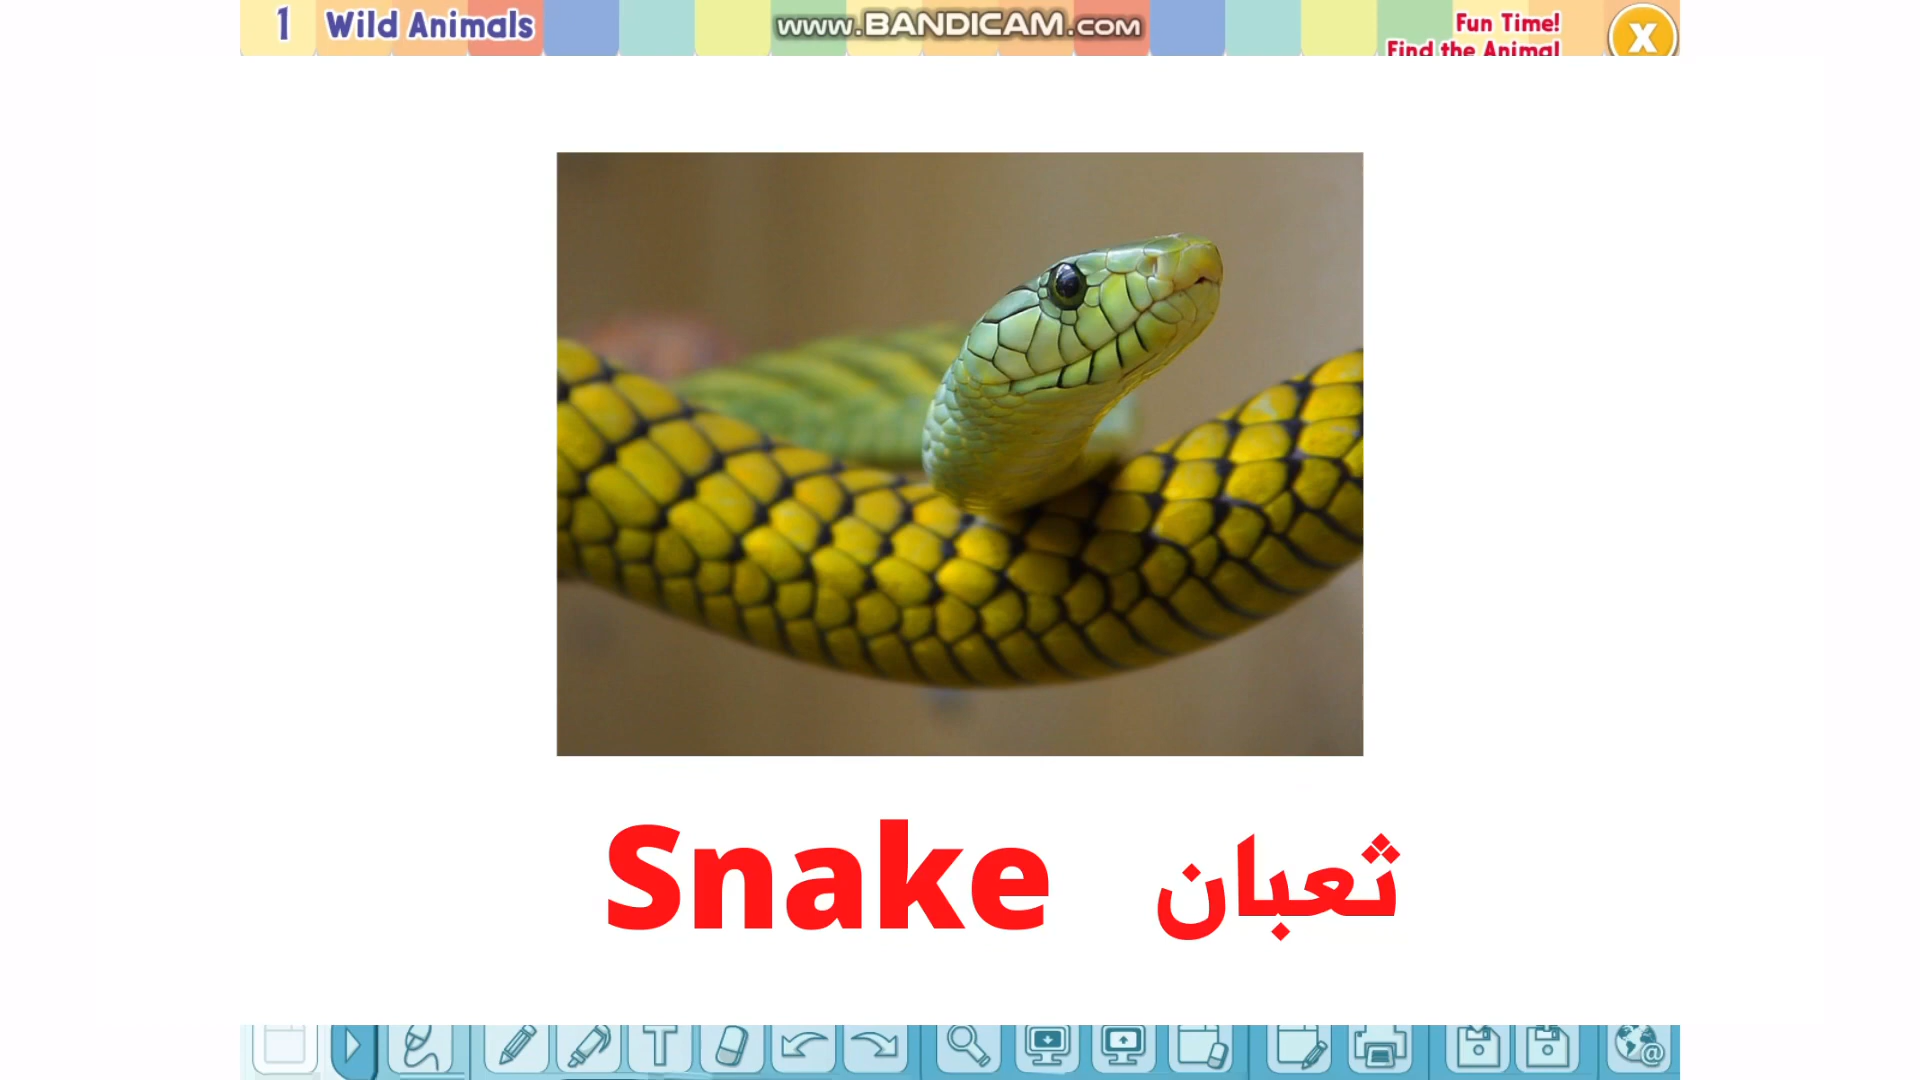 1 Wild Animals
www.BANDICAM.com
Fun Time!
Find the Animal
X
Snake ثعبان
T
@